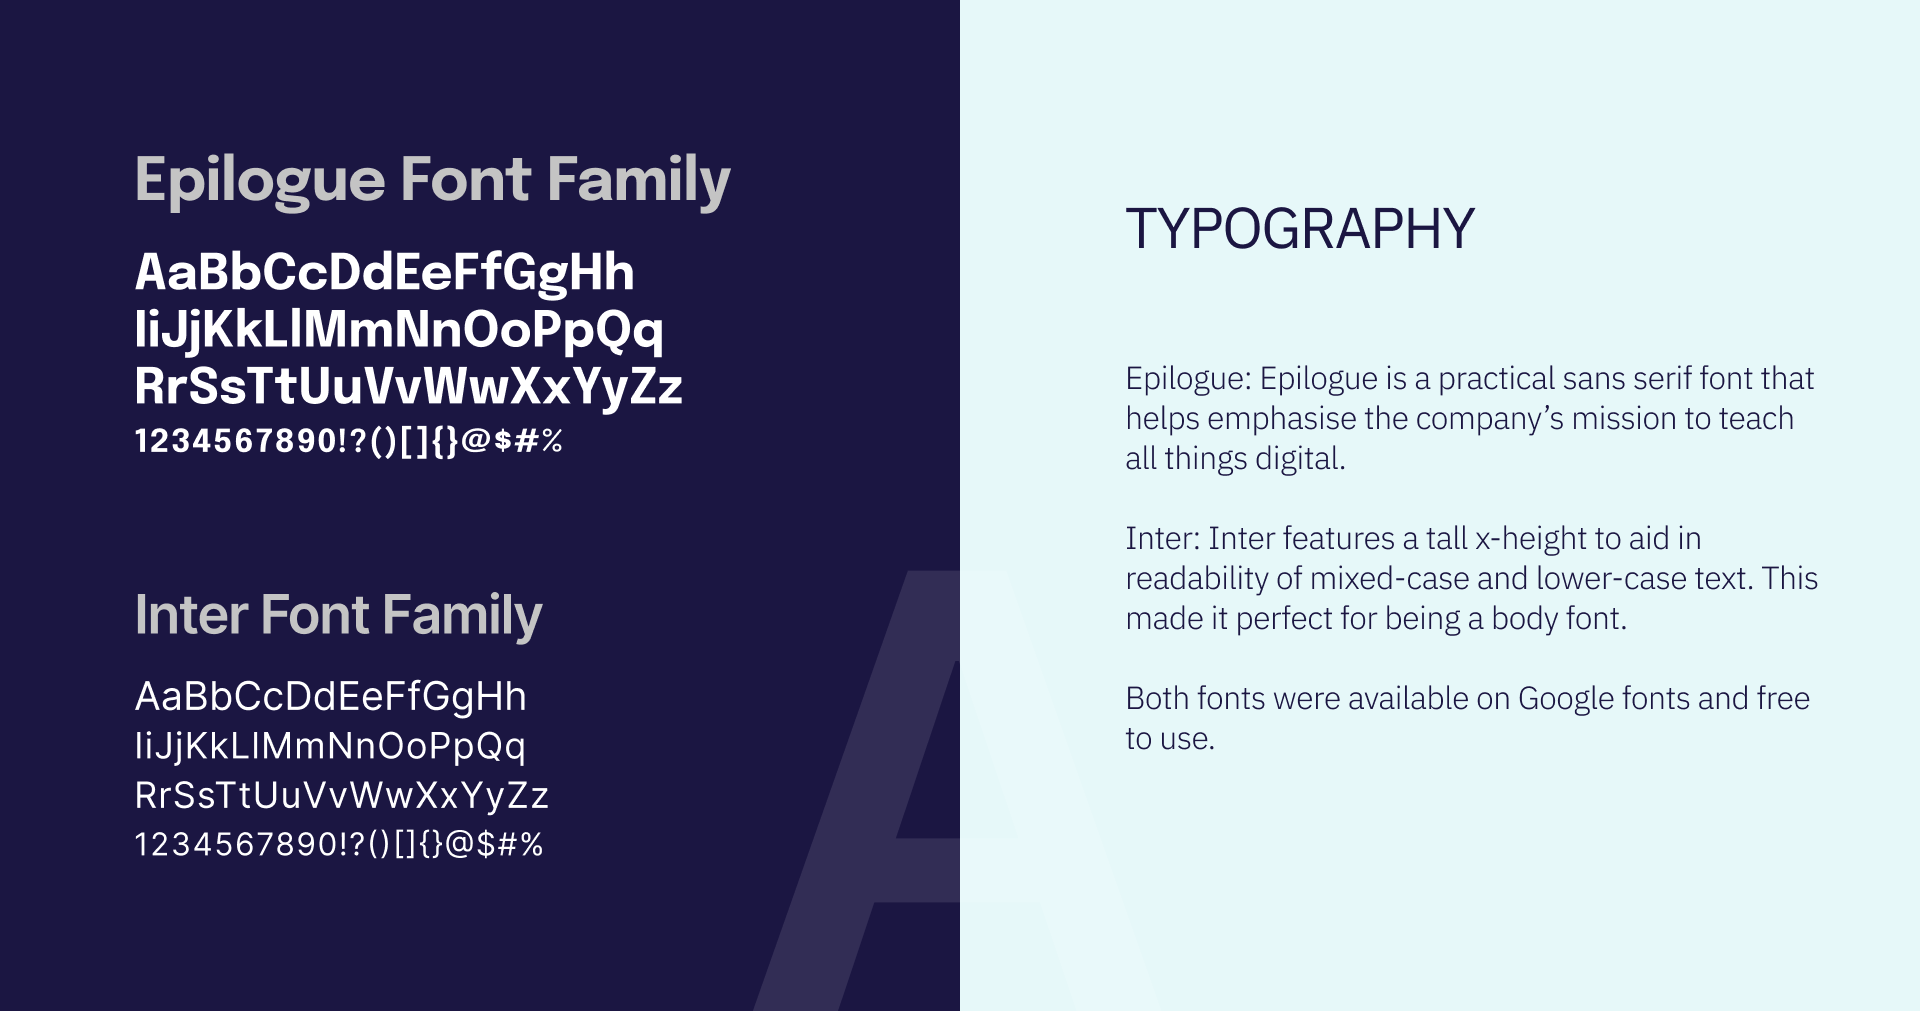 Epilogue Font Family
AaBbCcDdEeFfGgHh
IiJjKkLlMmNnOoPpQq
RrSsTtUuVvWwXxYyZz
1234567890!?()[]{}@$#%
Inter Font Family
AaBbCcDdEeFfGgHh
IiJjKkLlMmNnOoPpQq
RrSsTtUuVvWwXxYyZz
1234567890!?()[]{}@$#%
A
TYPOGRAPHY
Epilogue: Epilogue is a practical sans serif font that
helps emphasise the company’s mission to teach
all things digital.
Inter: Inter features a tall x-height to aid in
readability of mixed-case and lower-case text. This
made it perfect for being a body font.
Both fonts were available on Google fonts and free
to use.